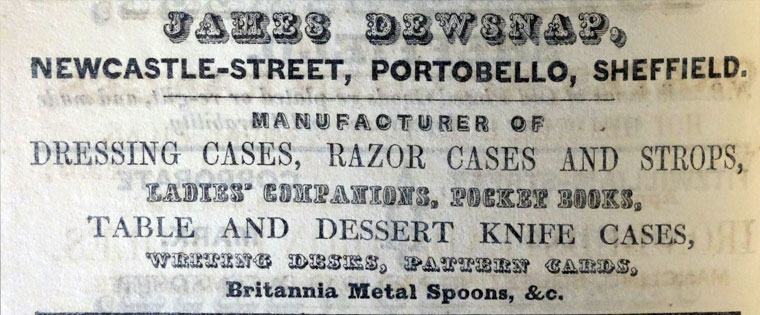 JAMES DEWSNAP,
NEWCASTLE-STREET, PORTOBELLO, SHEFFIELD.
MANUFACTURER OF
DRESSING CASES, RAZOR CASES AND STROPS,
LADIES' COMPANIONS, POCKET BOOKS,
TABLE AND DESSERT KNIFE CASES,
WRITING DESKS, PATTERN CARDS,
Britannia Metal Spoons, &c.